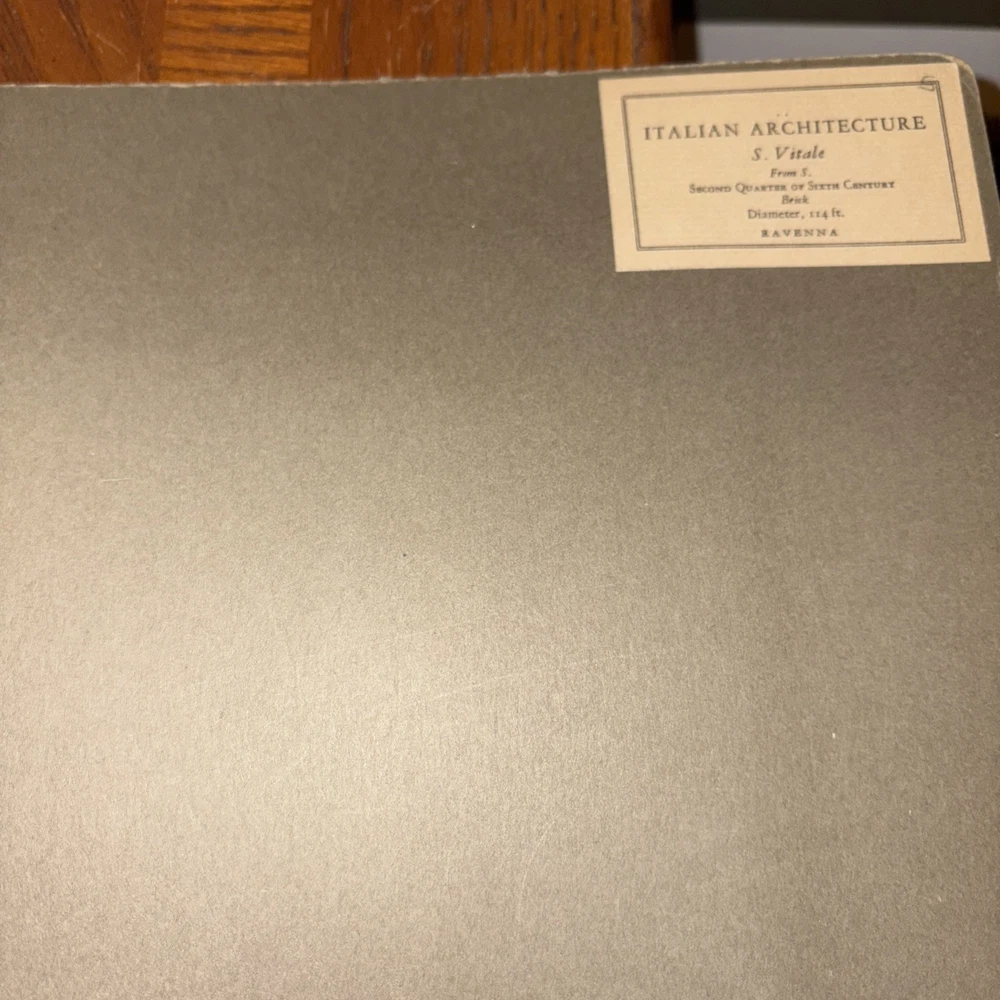 ITALIAN ARCHITECTURE
S. Vitale
From S.
SECOND QUARTER OF SIXTH CENTURY
Brick
Diameter, 114 ft.
RAVENNA